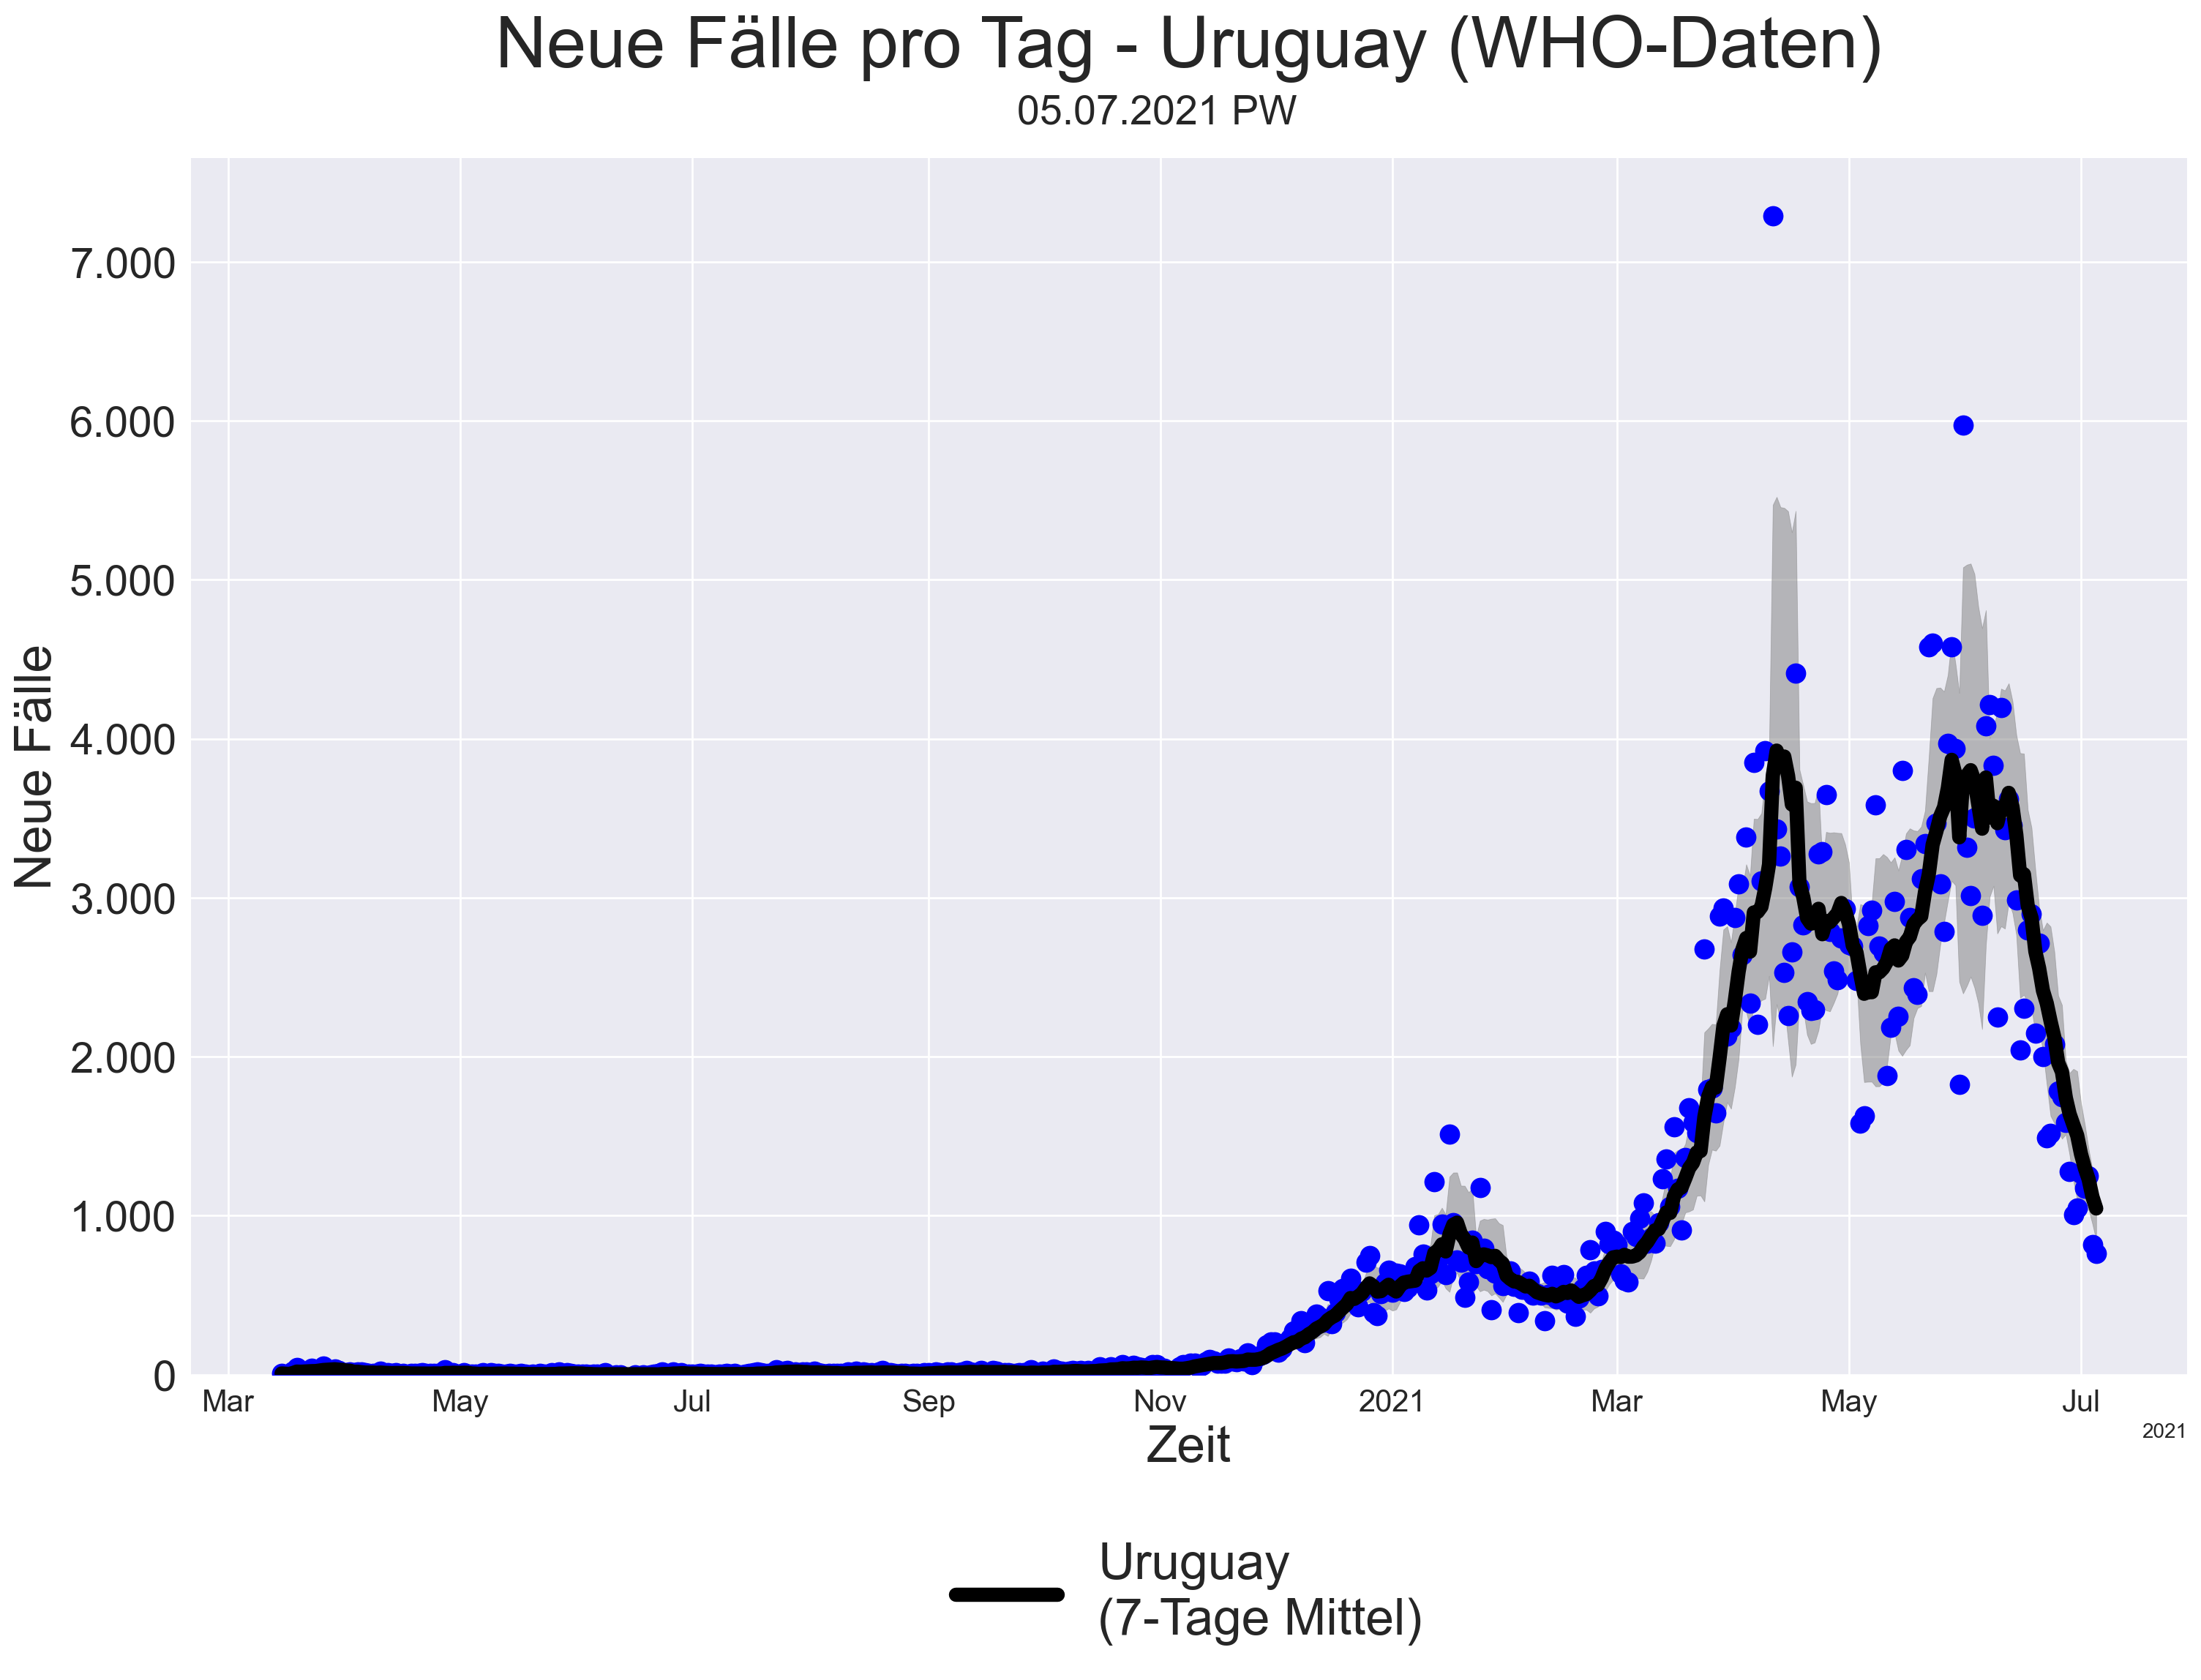 Neue Fälle pro Tag - Uruguay (WHO-Daten)
05.07.2021 PW
Neue Fälle
7.000
6.000
5.000
4.000
3.000
2.000
1.000
0
Mar May Jul Sep Nov 2021 Mar May Jul
2021
Zeit
Uruguay
(7-Tage Mittel)